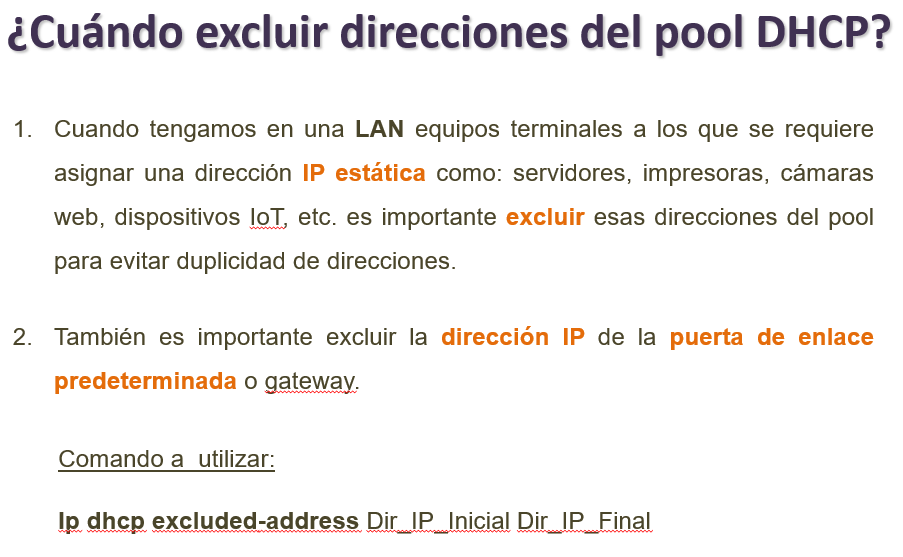 ¿Cuándo excluir direcciones del pool DHCP?
1. Cuando tengamos en una LAN equipos terminales a los que se requiere
asignar una dirección IP estática como: servidores, impresoras, cámaras
web, dispositivos IoT, etc. es importante excluir esas direcciones del pool
para evitar duplicidad de direcciones.
2. También es importante excluir la dirección IP de la puerta de enlace
predeterminada o gateway.
Comando a  utilizar:
Ip dhcp excluded-address Dir_IP_Inicial Dir_IP_Final